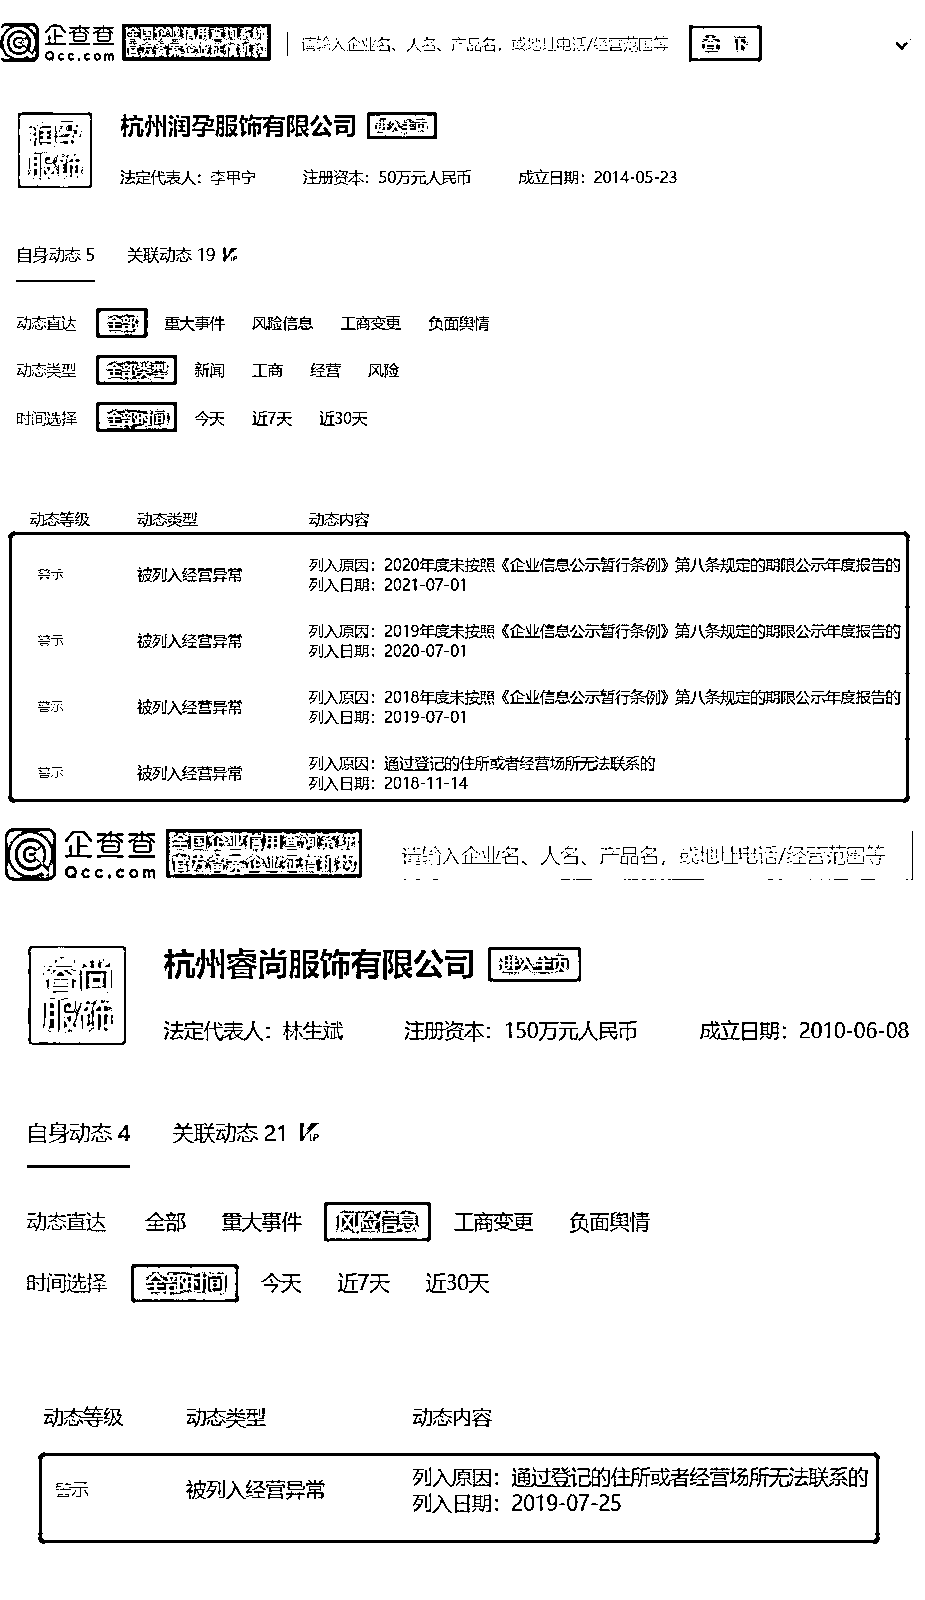 企查查
Qcc.com
全国企业信用查询系统
官方备案企业征信机构
请输入企业名、人名、产品名，或地址电话/经营范围等
查一下
润孕
服饰
杭州润孕服饰有限公司 进入主页
法定代表人：李甲宁 注册资本：50万元人民币 成立日期：2014-05-23
自身动态 5 关联动态 19 VIP
动态直达 全部 重大事件 风险信息 工商变更 负面舆情
动态类型 全部类型 新闻 工商 经营 风险
时间选择 全部时间 今天 近7天 近30天
动态等级 动态类型 动态内容
警示 被列入经营异常 列入原因：2020年度未按照《企业信息公示暂行条例》第八条规定的期限公示年度报告的
列入日期：2021-07-01
警示 被列入经营异常 列入原因：2019年度未按照《企业信息公示暂行条例》第八条规定的期限公示年度报告的
列入日期：2020-07-01
警示 被列入经营异常 列入原因：2018年度未按照《企业信息公示暂行条例》第八条规定的期限公示年度报告的
列入日期：2019-07-01
警示 被列入经营异常 列入原因：通过登记的住所或者经营场所无法联系的
列入日期：2018-11-14
企查查
Qcc.com
全国企业信用查询系统
官方备案企业征信机构
请输入企业名、人名、产品名，或地址电话/经营范围等
睿尚
服饰
杭州睿尚服饰有限公司 进入主页
法定代表人：林生斌 注册资本：150万元人民币 成立日期：2010-06-08
自身动态 4 关联动态 21 VIP
动态直达 全部 重大事件 风险信息 工商变更 负面舆情
时间选择 全部时间 今天 近7天 近30天
动态等级 动态类型 动态内容
警示 被列入经营异常 列入原因：通过登记的住所或者经营场所无法联系的
列入日期：2019-07-25